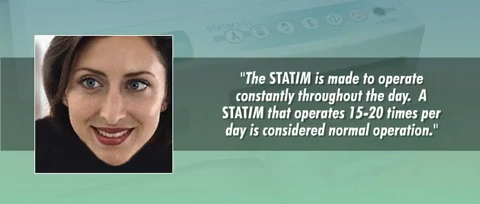 "The STATIM is made to operate
constantly throughout the day. A
STATIM that operates 15-20 times per
day is considered normal operation."